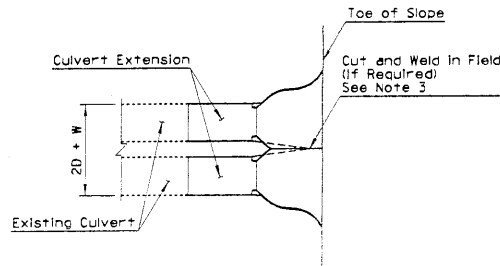 Toe of Slope
Culvert Extension
Cut and Weld in Field
(If Required)
See Note 3
2D + W
Existing Culvert